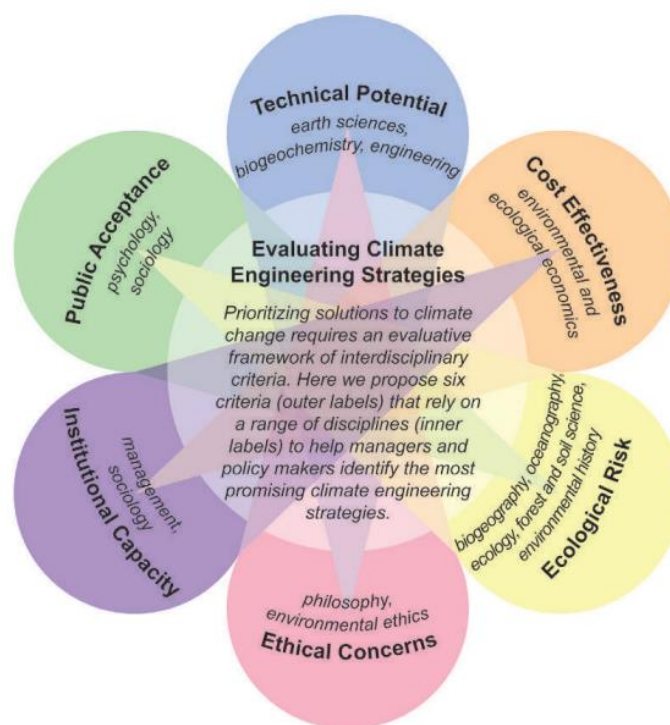 Technical Potential
earth sciences,
biogeochemistry, engineering
Cost Effectiveness
environmental and
ecological economics
Public Acceptance
psychology,
sociology
Evaluating Climate
Engineering Strategies
Prioritizing solutions to climate
change requires an evaluative
framework of interdisciplinary
criteria. Here we propose six
criteria (outer labels) that rely on
a range of disciplines (inner
labels) to help managers and
policy makers identify the most
promising climate engineering
strategies.
Institutional Capacity
management,
sociology
biogeography, oceanography,
ecology, forest and soil science,
environmental history
Ecological Risk
philosophy,
environmental ethics
Ethical Concerns